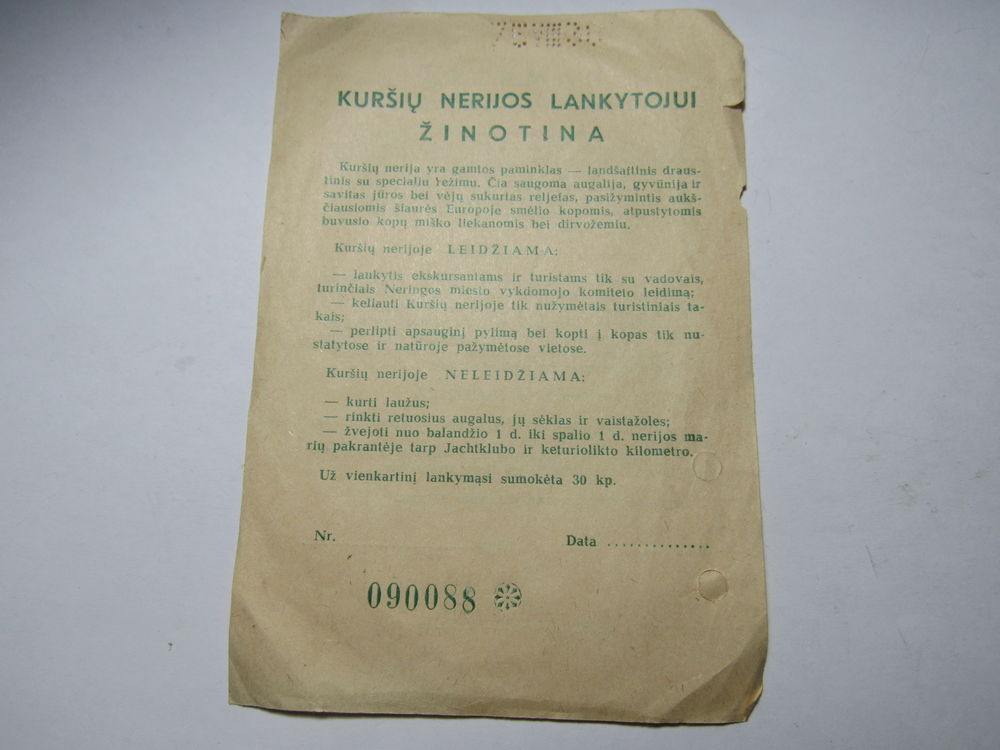 KURŠIŲ NERIJOS LANKYTOJUI
ŽINOTINA
Kuršių nerija yra gamtos paminklas — landšaftinis draus-
tinis su specialiu režimu. Čia saugoma augalija, gyvūnija ir
savitas jūros bei vėjų sukurtas reljefas, pasižymintis aukš-
čiausiomis šiaurės Europoje smėlio kopomis, atpustytomis
buvusio kopų miško liekanomis bei dirvožemiu.
Kuršių nerijoje LEIDŽIAMA:
— laukytis ekskursantams ir turistams tik su vadovais,
turinčiais Neringos miesto vykdomojo komiteto leidimą;
— keliauti Kuršių nerijoje tik nužymėtais turistiniais ta-
kais;
— perlipti apsauginį pylimą bei kopti į kopas tik nu-
statytose ir natūroje pažymėtose vietose.
Kuršių nerijoje NELEIDŽIAMA:
— kurti laužus;
— rinkti retuosius augalus, jų sėklas ir vaistažoles;
— žvejoti nuo balandžio 1 d. iki spalio 1 d. nerijos ma-
rių pakrantėje tarp Jachtklubo ir keturiolikto kilometro.
Už vienkartinį lankymąsi sumokėta 30 kp.
Nr.
Data ..............
090088